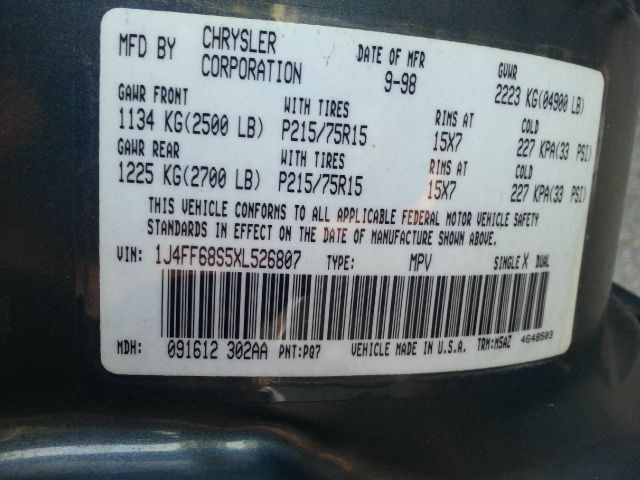 MFD BY CHRYSLER CORPORATION DATE OF MFR 9-98 GVWR 2223 KG(04900 LB)
GAWR FRONT WITH TIRES RIMS AT COLD
1134 KG(2500 LB) P215/75R15 15X7 227 KPA(33 PSI)
GAWR REAR WITH TIRES RIMS AT COLD
1225 KG(2700 LB) P215/75R15 15X7 227 KPA(33 PSI)
THIS VEHICLE CONFORMS TO ALL APPLICABLE FEDERAL MOTOR VEHICLE SAFETY
STANDARDS IN EFFECT ON THE DATE OF MANUFACTURE SHOWN ABOVE.
VIN: 1J4FF68S5XL526807 TYPE: MPV SINGLE X DUAL
MDH: 091612 302AA PNT:PQ7 VEHICLE MADE IN U.S.A. TRM:M5AZ 4648503